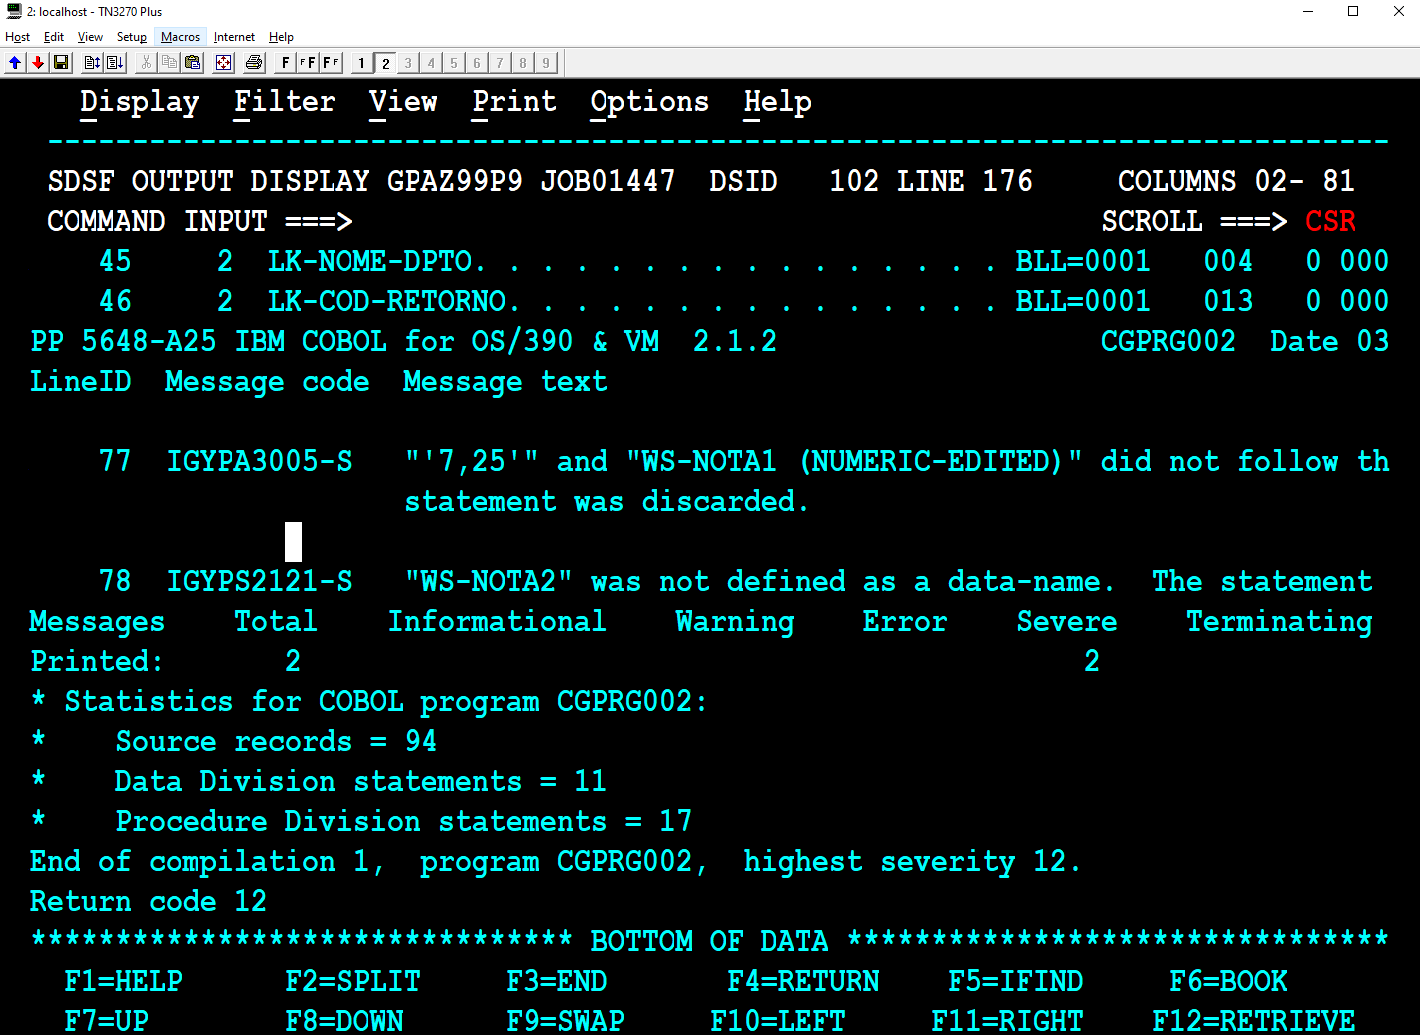 2: localhost - TN3270 Plus
Host Edit View Setup Macros Internet Help
F FF FF 1 2 3 4 5 6 7 8 9
Display Filter View Print Options Help
-------------------------------------------------------------------------------
SDSF OUTPUT DISPLAY GPAZ99P9 JOB01447 DSID 102 LINE 176 COLUMNS 02- 81
COMMAND INPUT ===> SCROLL ===> CSR
45 2 LK-NOME-DPTO. . . . . . . . . . . . . . . . BLL=0001 004 0 000
46 2 LK-COD-RETORNO. . . . . . . . . . . . . . . BLL=0001 013 0 000
PP 5648-A25 IBM COBOL for OS/390 & VM 2.1.2 CGPRG002 Date 03
LineID Message code Message text
77 IGYPA3005-S "'7,25'" and "WS-NOTA1 (NUMERIC-EDITED)" did not follow th
statement was discarded.
78 IGYPS2121-S "WS-NOTA2" was not defined as a data-name. The statement
Messages Total Informational Warning Error Severe Terminating
Printed: 2 2
* Statistics for COBOL program CGPRG002:
* Source records = 94
* Data Division statements = 11
* Procedure Division statements = 17
End of compilation 1, program CGPRG002, highest severity 12.
Return code 12
******************************** BOTTOM OF DATA ********************************
F1=HELP F2=SPLIT F3=END F4=RETURN F5=IFIND F6=BOOK
F7=UP F8=DOWN F9=SWAP F10=LEFT F11=RIGHT F12=RETRIEVE